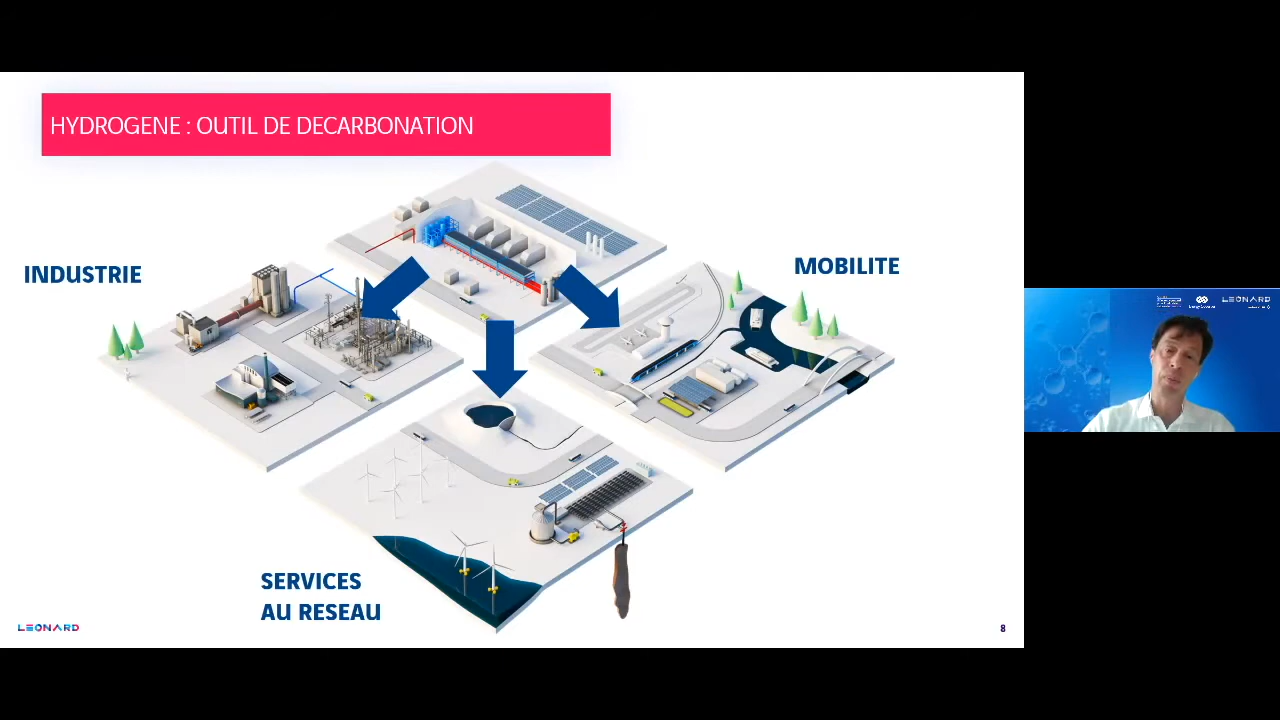 HYDROGENE : OUTIL DE DECARBONATION
INDUSTRIE
MOBILITE
SERVICES
AU RESEAU
LEONARD
8
LEONARD